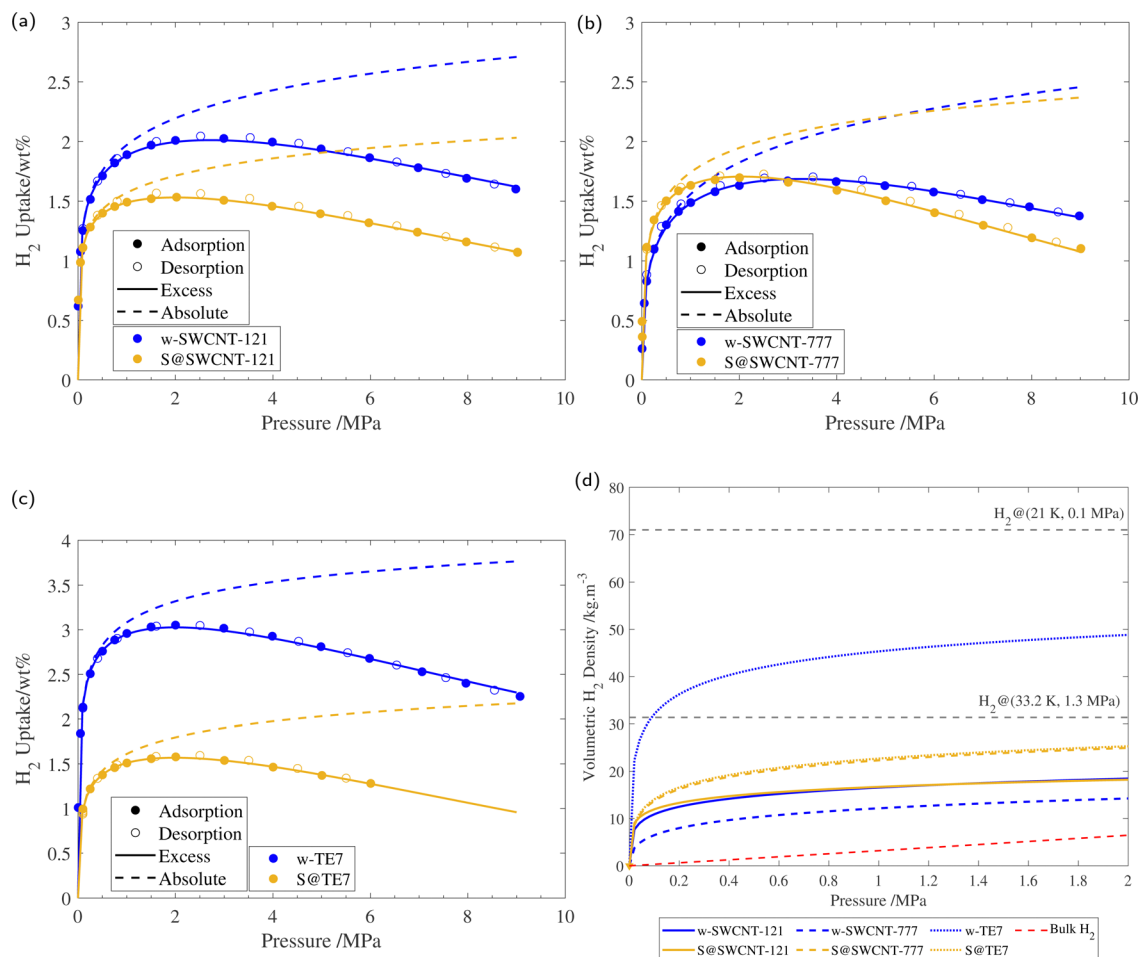 (a)
3
2.5
2
1.5
1
0.5
0
H2 Uptake/wt%
Adsorption
Desorption
Excess
Absolute
w-SWCNT-121
S@SWCNT-121
0 2 4 6 8 10
Pressure /MPa
(b)
3
2.5
2
1.5
1
0.5
0
H2 Uptake/wt%
Adsorption
Desorption
Excess
Absolute
w-SWCNT-777
S@SWCNT-777
0 2 4 6 8 10
Pressure /MPa
(c)
4
3.5
3
2.5
2
1.5
1
0.5
0
H2 Uptake/wt%
Adsorption
Desorption
Excess
Absolute
w-TE7
S@TE7
0 2 4 6 8 10
Pressure /MPa
(d)
80
70
60
50
40
30
20
10
0
Volumetric H2 Density /kg.m-3
H2@(21 K, 0.1 MPa)
H2@(33.2 K, 1.3 MPa)
0 0.2 0.4 0.6 0.8 1 1.2 1.4 1.6 1.8 2
Pressure /MPa
w-SWCNT-121 w-SWCNT-777 w-TE7 Bulk H2
S@SWCNT-121 S@SWCNT-777 S@TE7